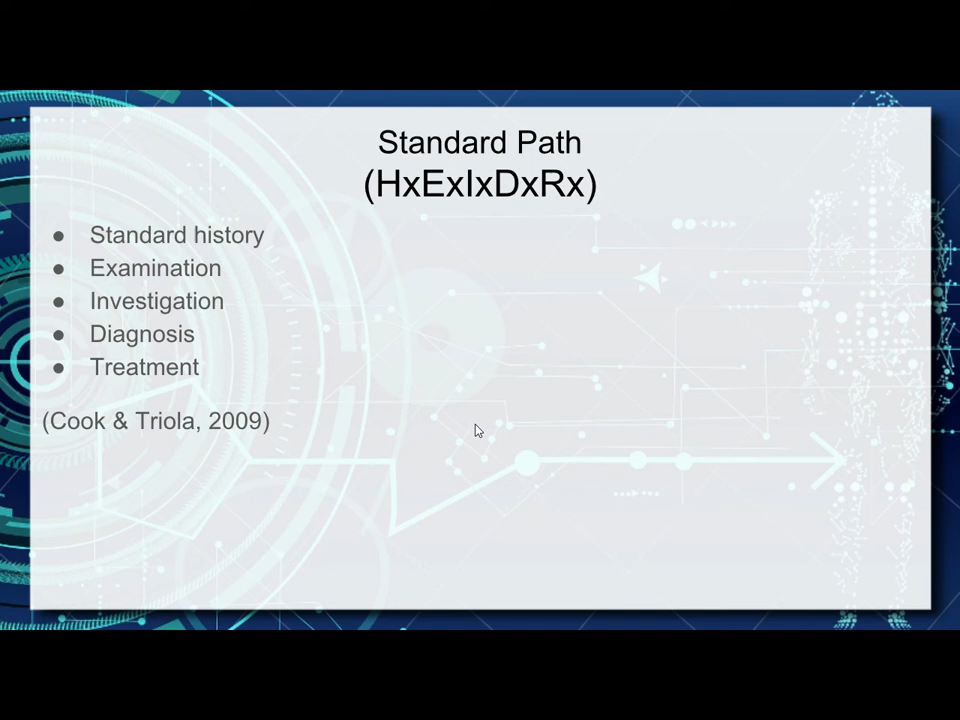 Standard Path
(HxExIxDxRx)
● Standard history
● Examination
● Investigation
● Diagnosis
● Treatment
(Cook & Triola, 2009)